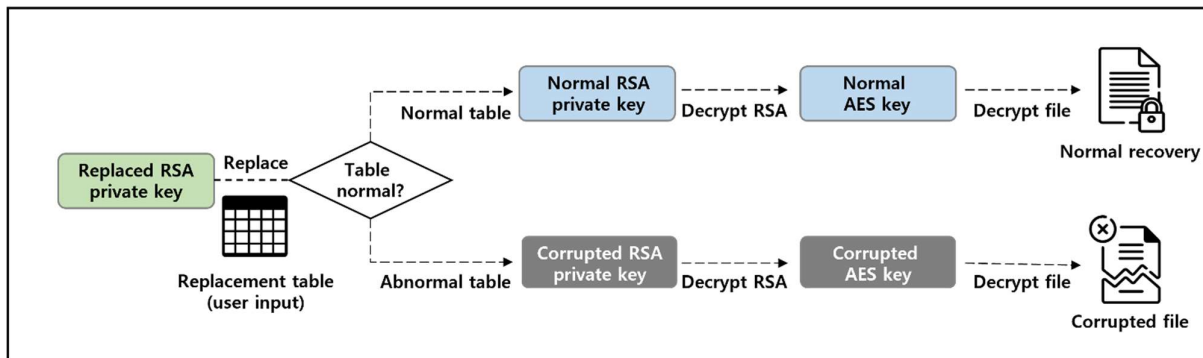 Replaced RSA
private key
Replace
Replacement table
(user input)
Table
normal?
Normal table
Normal RSA
private key
Decrypt RSA
Normal
AES key
Decrypt file
Normal recovery
Abnormal table
Corrupted RSA
private key
Decrypt RSA
Corrupted
AES key
Decrypt file
Corrupted file